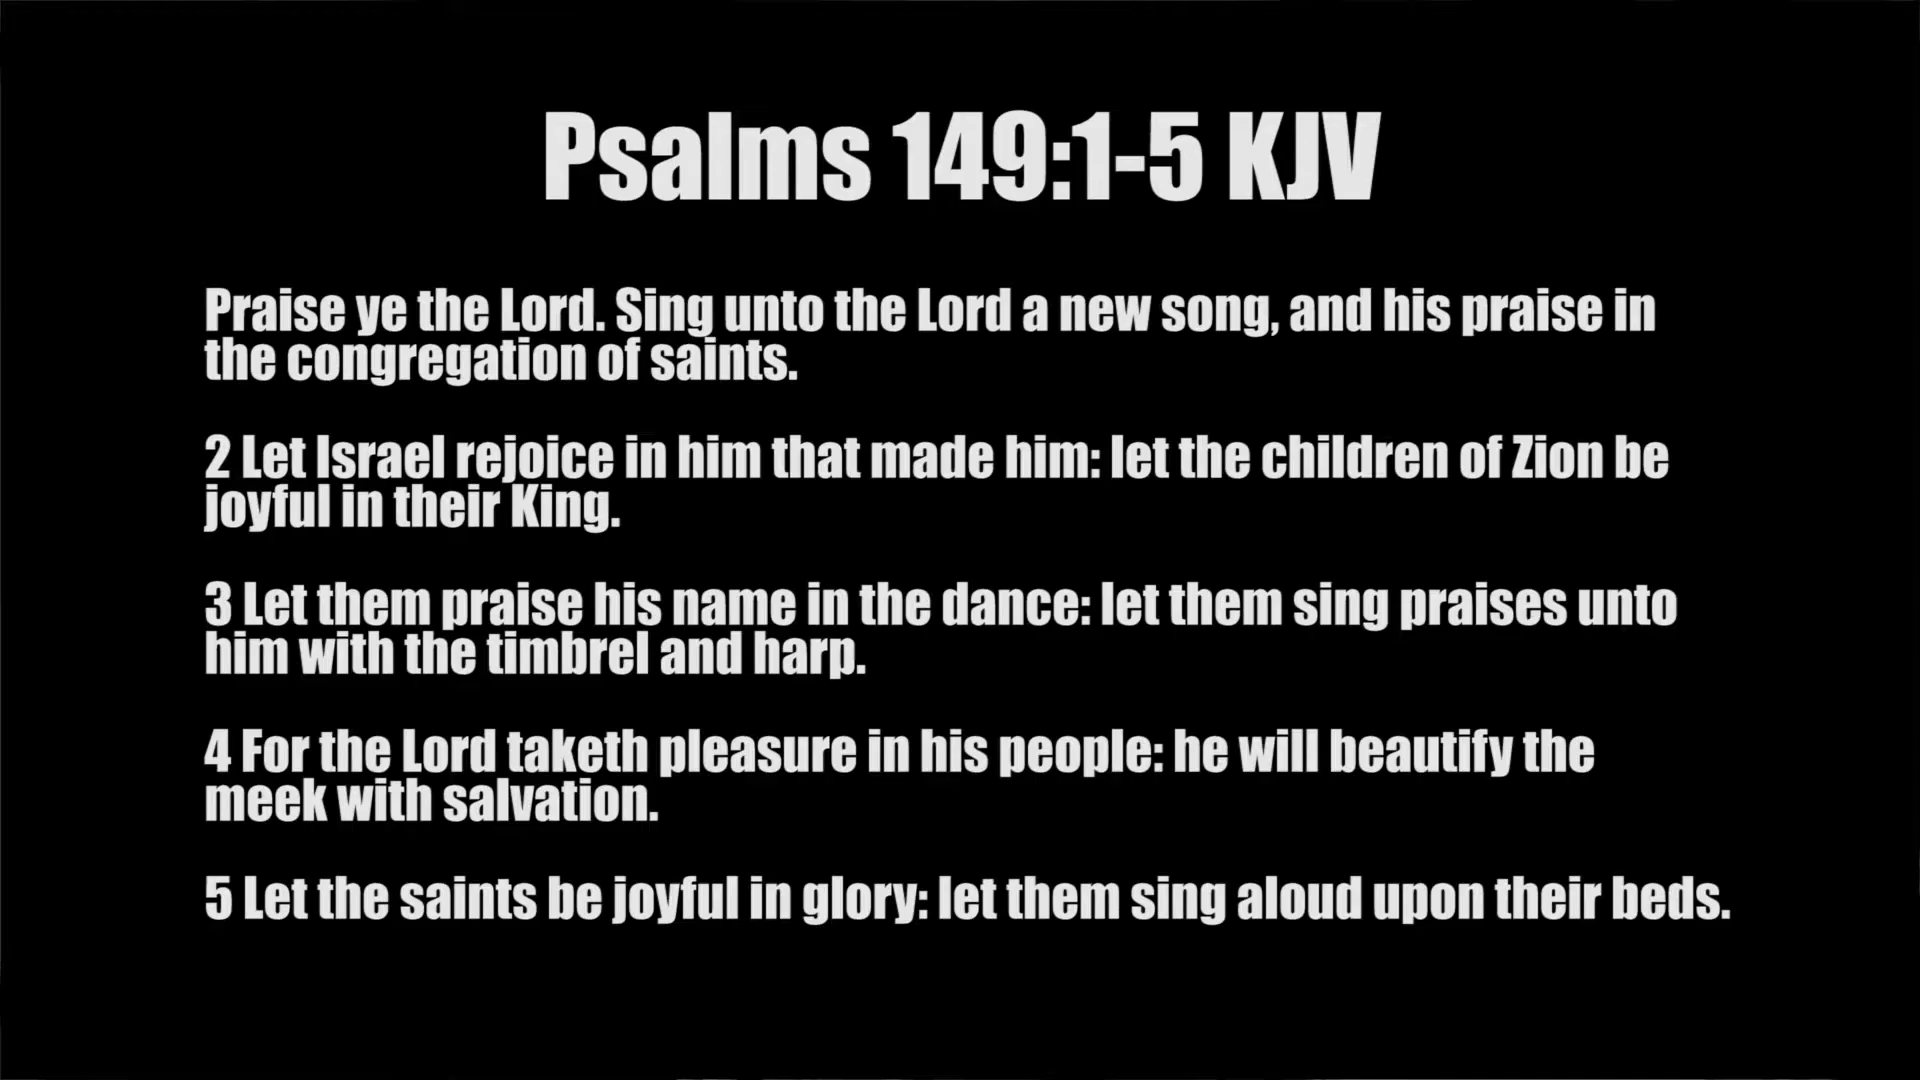 Psalms 149:1-5 KJV
Praise ye the Lord. Sing unto the Lord a new song, and his praise in
the congregation of saints.
2 Let Israel rejoice in him that made him: let the children of Zion be
joyful in their King.
3 Let them praise his name in the dance: let them sing praises unto
him with the timbrel and harp.
4 For the Lord taketh pleasure in his people: he will beautify the
meek with salvation.
5 Let the saints be joyful in glory: let them sing aloud upon their beds.